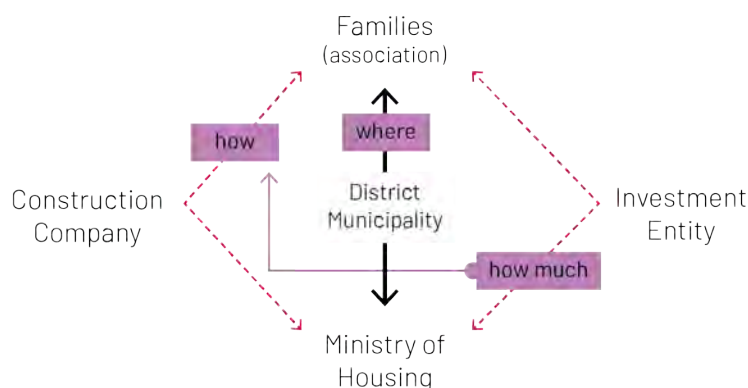 Families
(association)
how
where
Construction
Company
District
Municipality
Investment
Entity
how much
Ministry of
Housing